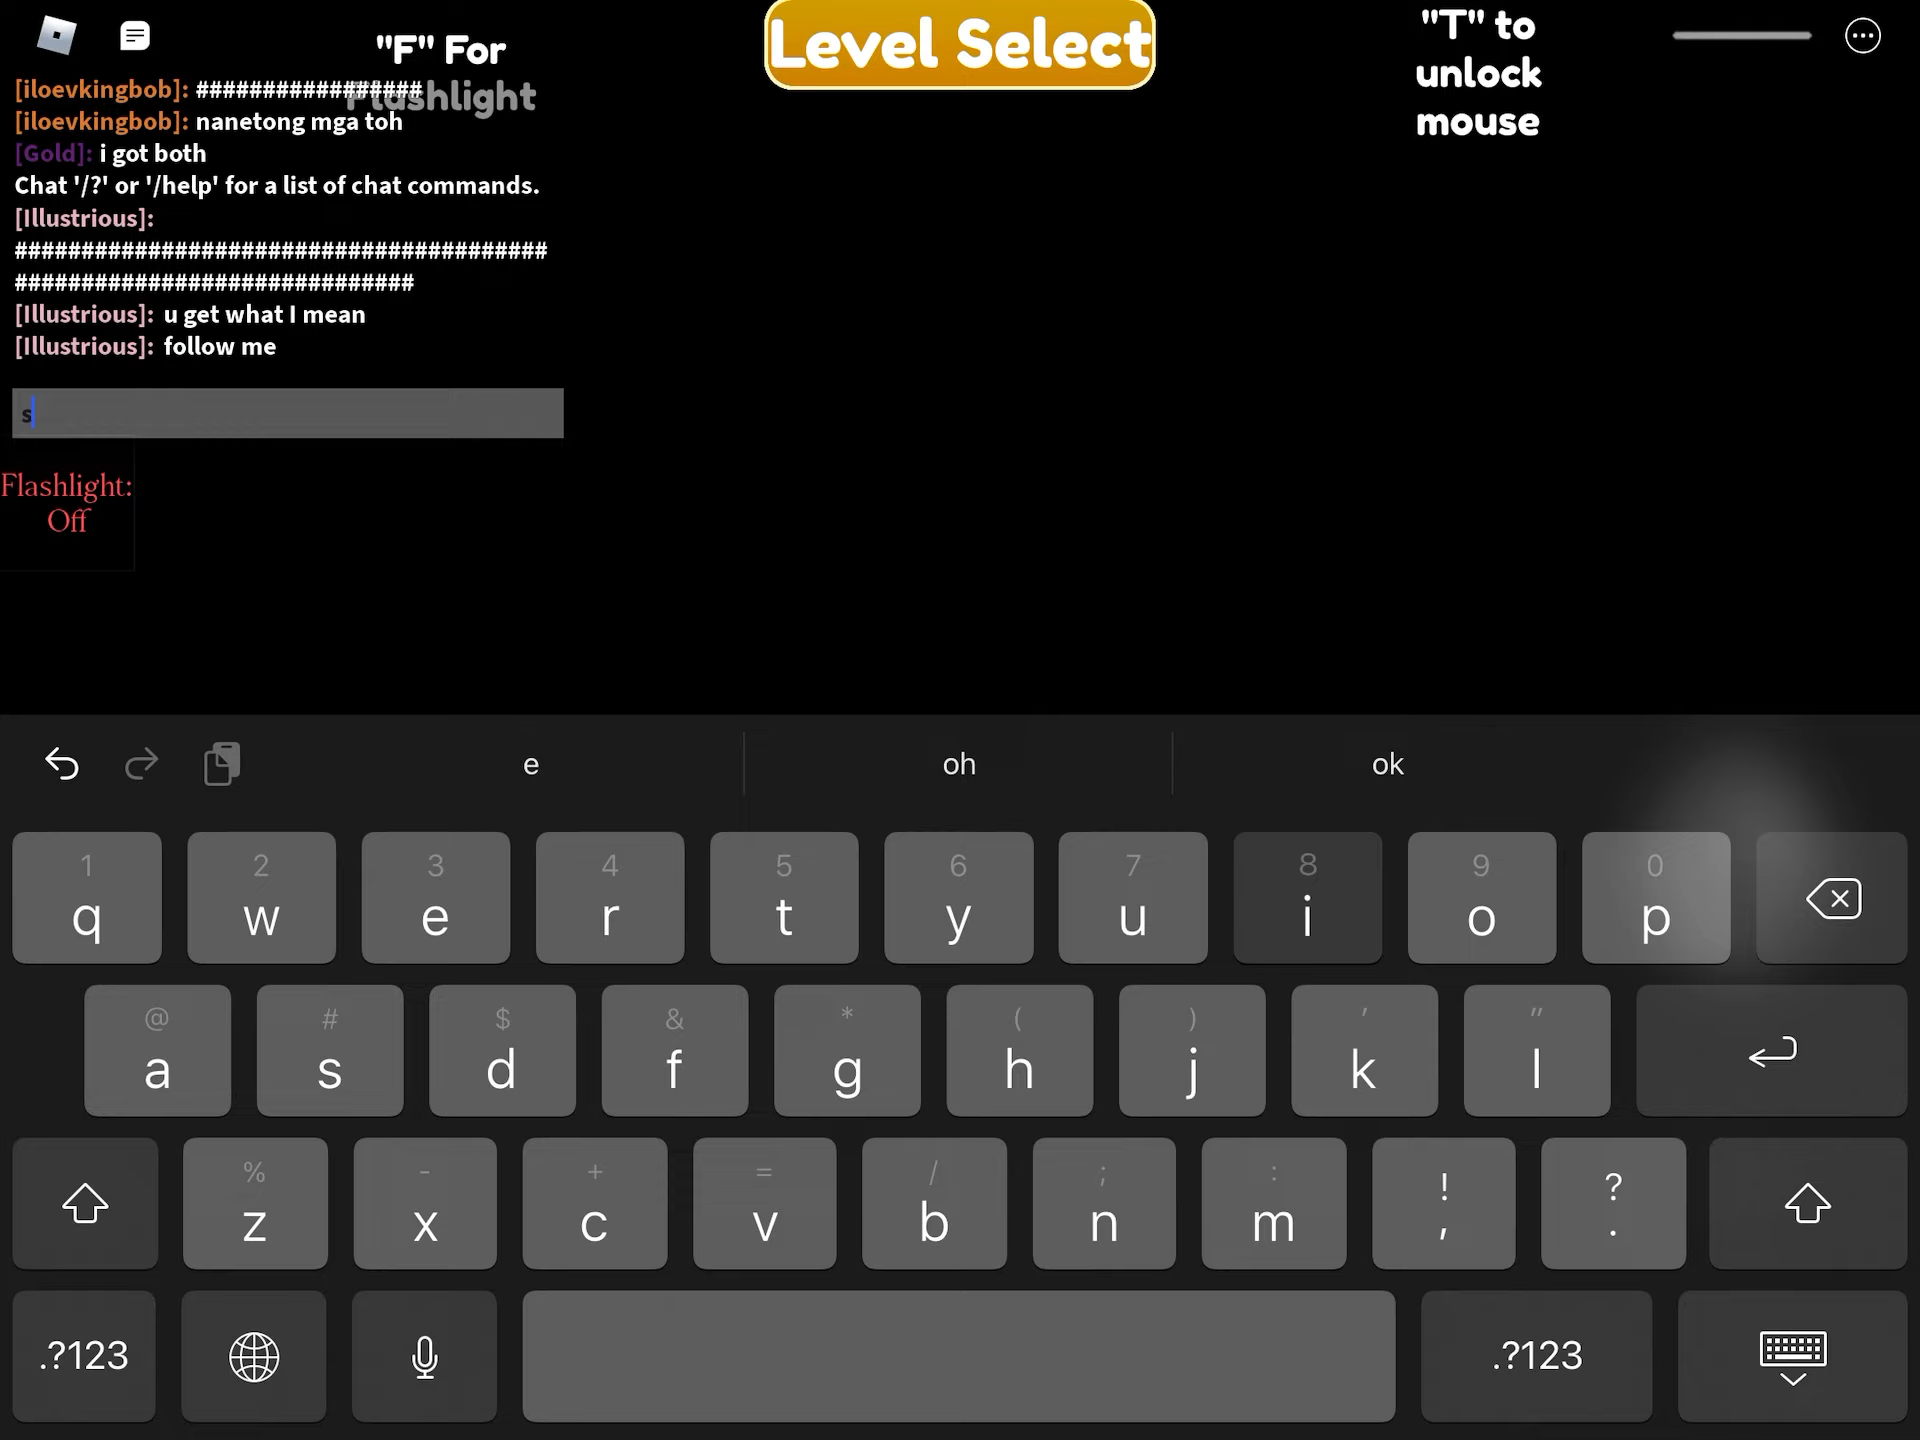 "F" For
Flashlight
Level Select
"T" to
unlock
mouse
[iloevkingbob]: #################
[iloevkingbob]: nanetong mga toh
[Gold]: i got both
Chat '/?' or '/help' for a list of chat commands.
[Illustrious]:
########################################
##############################
[Illustrious]: u get what I mean
[Illustrious]: follow me
s
Flashlight:
Off
e oh ok
1 2 3 4 5 6 7 8 9 0
q w e r t y u i o p
@ # $ & * ( ) ' "
a s d f g h j k l
% - + = / ; : ! ?
z x c v b n m , .
.?123 .?123